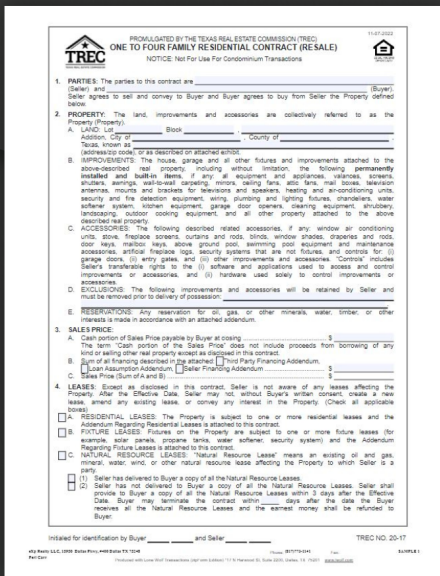 11-07-2022
TREC
PROMULGATED BY THE TEXAS REAL ESTATE COMMISSION (TREC)
ONE TO FOUR FAMILY RESIDENTIAL CONTRACT (RESALE)
NOTICE: Not For Use For Condominium Transactions
1. PARTIES: The parties to this contract are
(Seller) and (Buyer).
Seller agrees to sell and convey to Buyer and Buyer agrees to buy from Seller the Property defined
below.
2. PROPERTY: The land, improvements and accessories are collectively referred to as the
Property (Property).
A. LAND: Lot Block ,
Addition, City of , County of ,
Texas, known as
(address/zip code), or as described on attached exhibit.
B. IMPROVEMENTS: The house, garage and all other fixtures and improvements attached to the
above-described real property, including without limitation, the following permanently
installed and built-in items, if any: all equipment and appliances, valances, screens,
shutters, awnings, wall-to-wall carpeting, mirrors, ceiling fans, attic fans, mail boxes, television
antennas, mounts and brackets for televisions and speakers, heating and air-conditioning units,
security and fire detection equipment, wiring, plumbing and lighting fixtures, chandeliers, water
softener system, kitchen equipment, garage door openers, cleaning equipment, shrubbery,
landscaping, outdoor cooking equipment, and all other property attached to the above
described real property.
C. ACCESSORIES: The following described related accessories, if any: window air conditioning
units, stove, fireplace screens, curtains and rods, blinds, window shades, draperies and rods,
door keys, mailbox keys, above ground pool, swimming pool equipment and maintenance
accessories, artificial fireplace logs, security systems that are not fixtures, and controls for: (i)
garage doors, (ii) entry gates, and (iii) other improvements and accessories. "Controls" includes
Seller's transferable rights to the (i) software and applications used to access and control
improvements or accessories, and (ii) hardware used solely to control improvements or
accessories.
D. EXCLUSIONS: The following improvements and accessories will be retained by Seller and
must be removed prior to delivery of possession:
E. RESERVATIONS: Any reservation for oil, gas, or other minerals, water, timber, or other
interests is made in accordance with an attached addendum.
3. SALES PRICE:
A. Cash portion of Sales Price payable by Buyer at closing $
The term "Cash portion of the Sales Price" does not include proceeds from borrowing of any
kind or selling other real property except as disclosed in this contract.
B. Sum of all financing described in the attached: Third Party Financing Addendum,
Loan Assumption Addendum, Seller Financing Addendum $
C. Sales Price (Sum of A and B) $
4. LEASES: Except as disclosed in this contract, Seller is not aware of any leases affecting the
Property. After the Effective Date, Seller may not, without Buyer's written consent, create a new
lease, amend any existing lease, or convey any interest in the Property. (Check all applicable
boxes)
A. RESIDENTIAL LEASES: The Property is subject to one or more residential leases and the
Addendum Regarding Residential Leases is attached to this contract.
B. FIXTURE LEASES: Fixtures on the Property are subject to one or more fixture leases (for
example, solar panels, propane tanks, water softener, security system) and the Addendum
Regarding Fixture Leases is attached to this contract.
C. NATURAL RESOURCE LEASES: "Natural Resource Lease" means an existing oil and gas,
mineral, water, wind, or other natural resource lease affecting the Property to which Seller is a
party.
(1) Seller has delivered to Buyer a copy of all the Natural Resource Leases.
(2) Seller has not delivered to Buyer a copy of all the Natural Resource Leases. Seller shall
provide to Buyer a copy of all the Natural Resource Leases within 3 days after the Effective
Date. Buyer may terminate the contract within days after the date the Buyer
receives all the Natural Resource Leases and the earnest money shall be refunded to
Buyer.
Initialed for identification by and Seller TREC NO. 20-17
SAMPLE 1